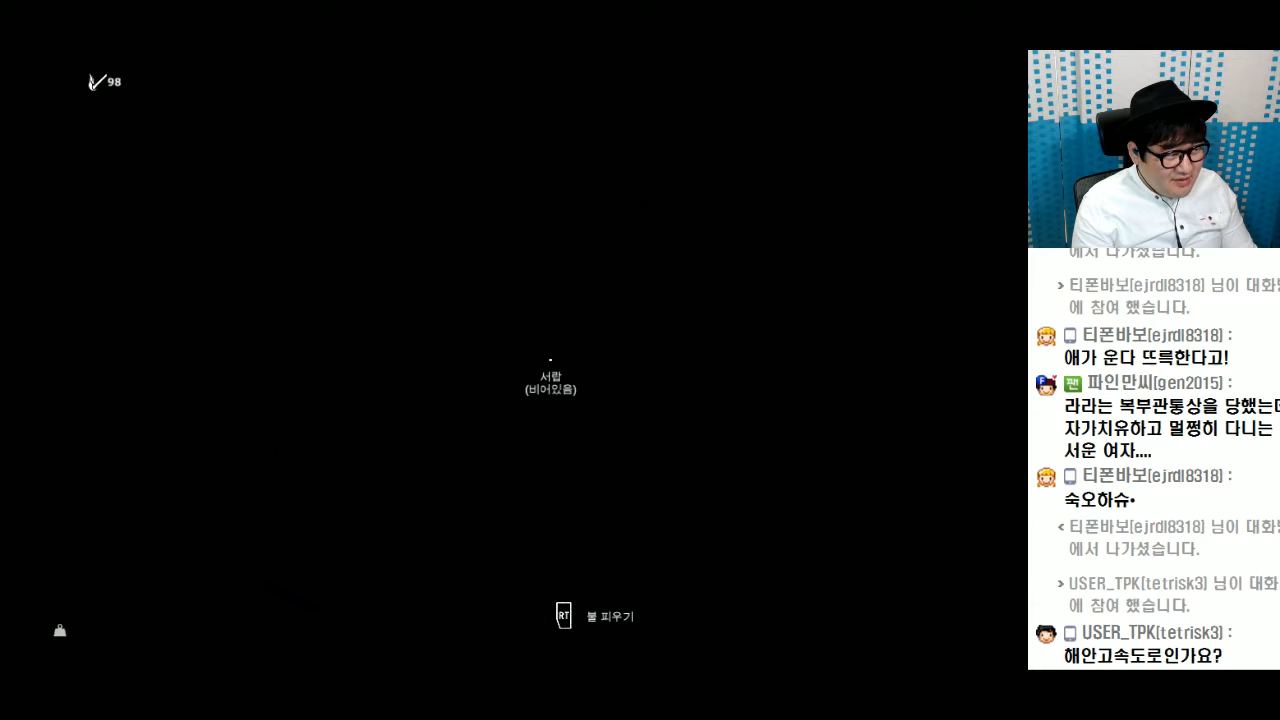 98
서랍
(비어있음)
RT 불 피우기
에서 나가셨습니다.
> 티폰바보[ejrdl8318] 님이 대화방
에 참여 했습니다.
티폰바보[ejrdl8318] :
애가 운다 뜨륵한다고!
팬 파인만씨[gen2015] :
라라는 복부관통상을 당했는데
자가치유하고 멀쩡히 다니는
서운 여자....
티폰바보[ejrdl8318] :
숙오하슈•
< 티폰바보[ejrdl8318] 님이 대화방
에서 나가셨습니다.
> USER_TPK[tetrisk3] 님이 대화
에 참여 했습니다.
USER_TPK[tetrisk3] :
해안고속도로인가요?